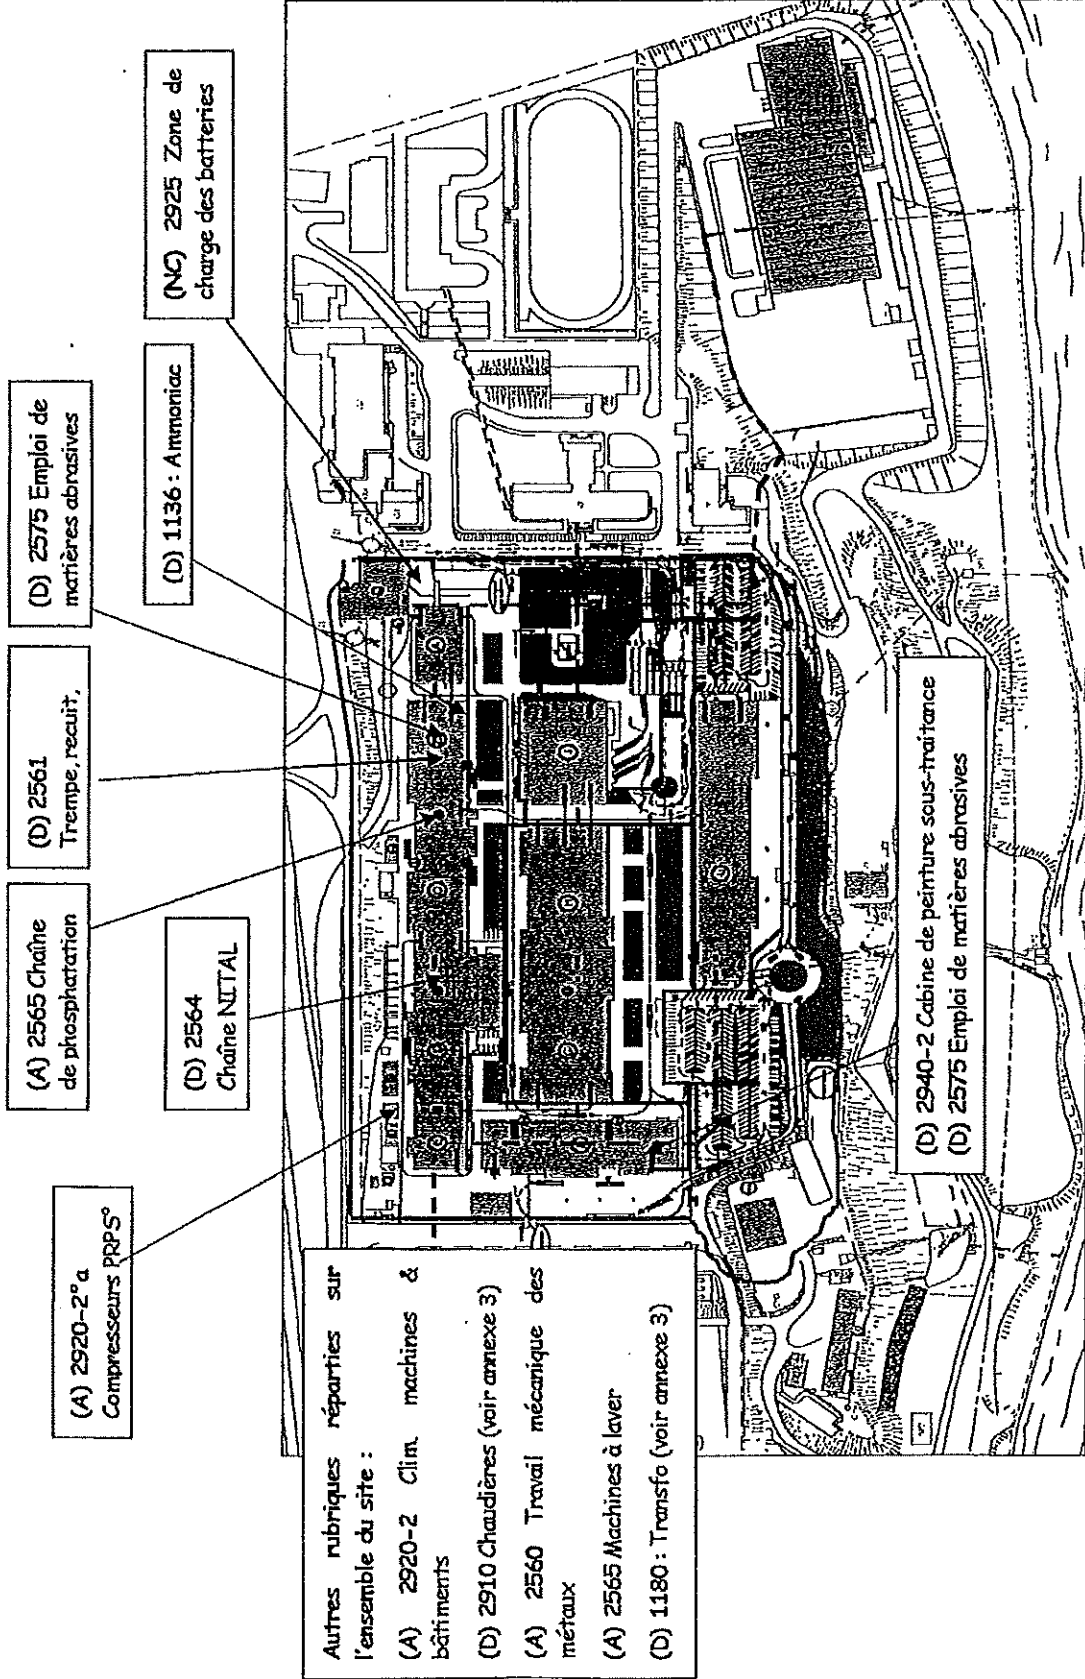 (A) 2920-2°a
Compresseurs PRPS°
(A) 2565 Chaîne
de phosphatation
(D) 2564
Chaîne NITAL
(D) 2561
Trempe, recuit,
(D) 2575 Emploi de
matières abrasives
(D) 1136 : Ammoniac
(NC) 2925 Zone de
charge des batteries
Autres rubriques réparties sur
l'ensemble du site :
(A) 2920-2 Clim. machines &
bâtiments
(D) 2910 Chaudières (voir annexe 3)
(A) 2560 Travail mécanique des
métaux
(A) 2565 Machines à laver
(D) 1180 : Transfo (voir annexe 3)
(D) 2940-2 Cabine de peinture sous-traitance
(D) 2575 Emploi de matières abrasives